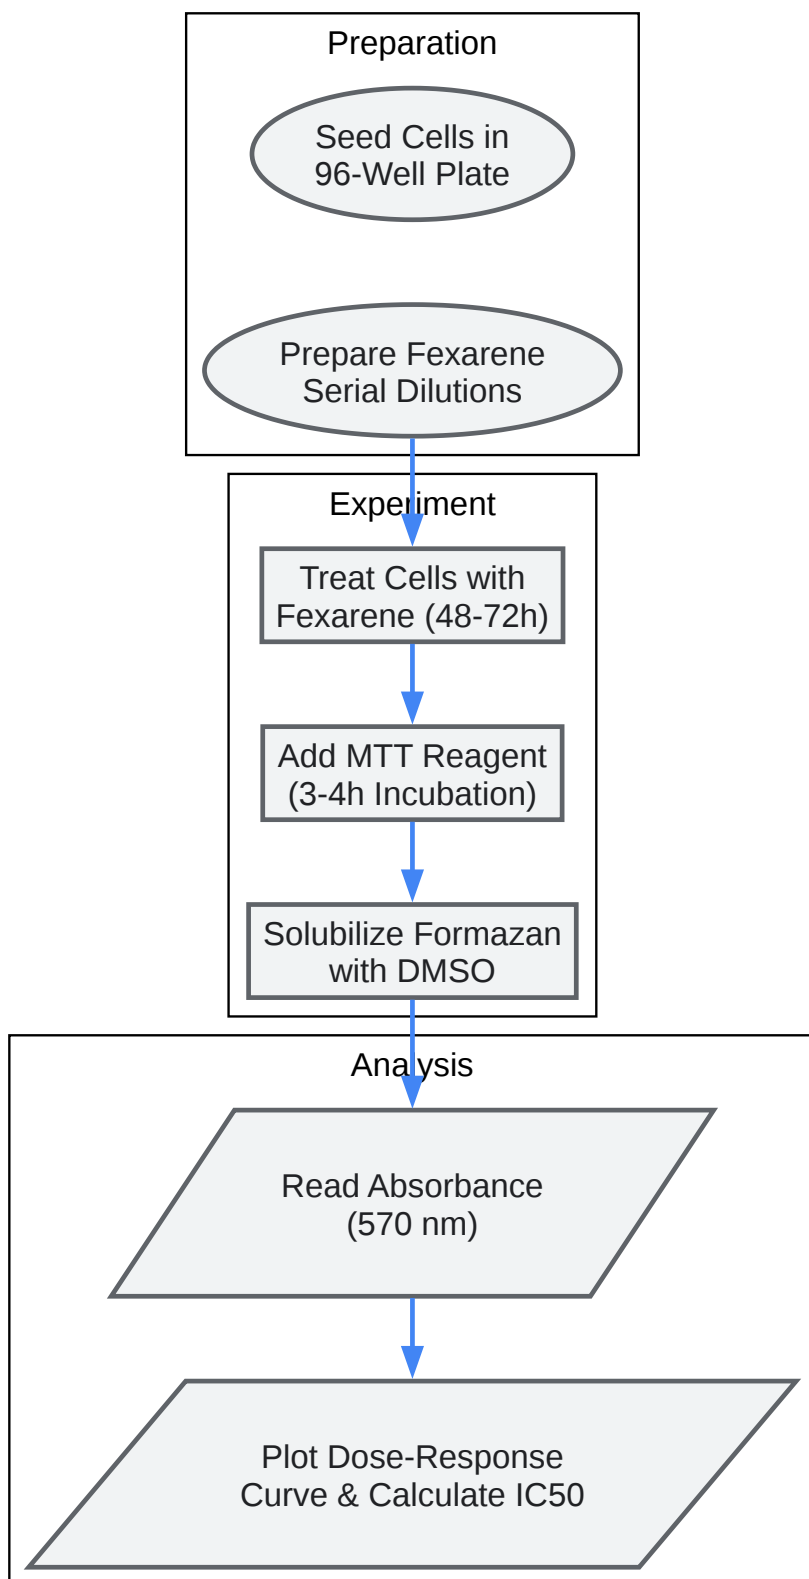 Preparation
Seed Cells in
96-Well Plate
Prepare Fexarene
Serial Dilutions
Experiment
Treat Cells with
Fexarene (48-72h)
Add MTT Reagent
(3-4h Incubation)
Solubilize Formazan
with DMSO
Analysis
Read Absorbance
(570 nm)
Plot Dose-Response
Curve & Calculate IC50